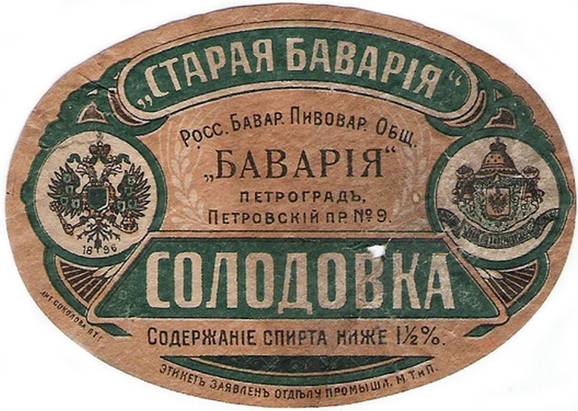 „СТАРАЯ БАВАРІЯ“
Росс. Бавар. Пивовар. Общ.
„БАВАРІЯ“
ПЕТРОГРАДЪ,
Петровскій пр. № 9.
1896
СОЛОДОВКА
Содержаніе спирта ниже 1½%.
ЭТИКЕТЪ ЗАЯВЛЕНЪ ОТДѢЛУ ПРОМЫШЛ. М.Т.и П.